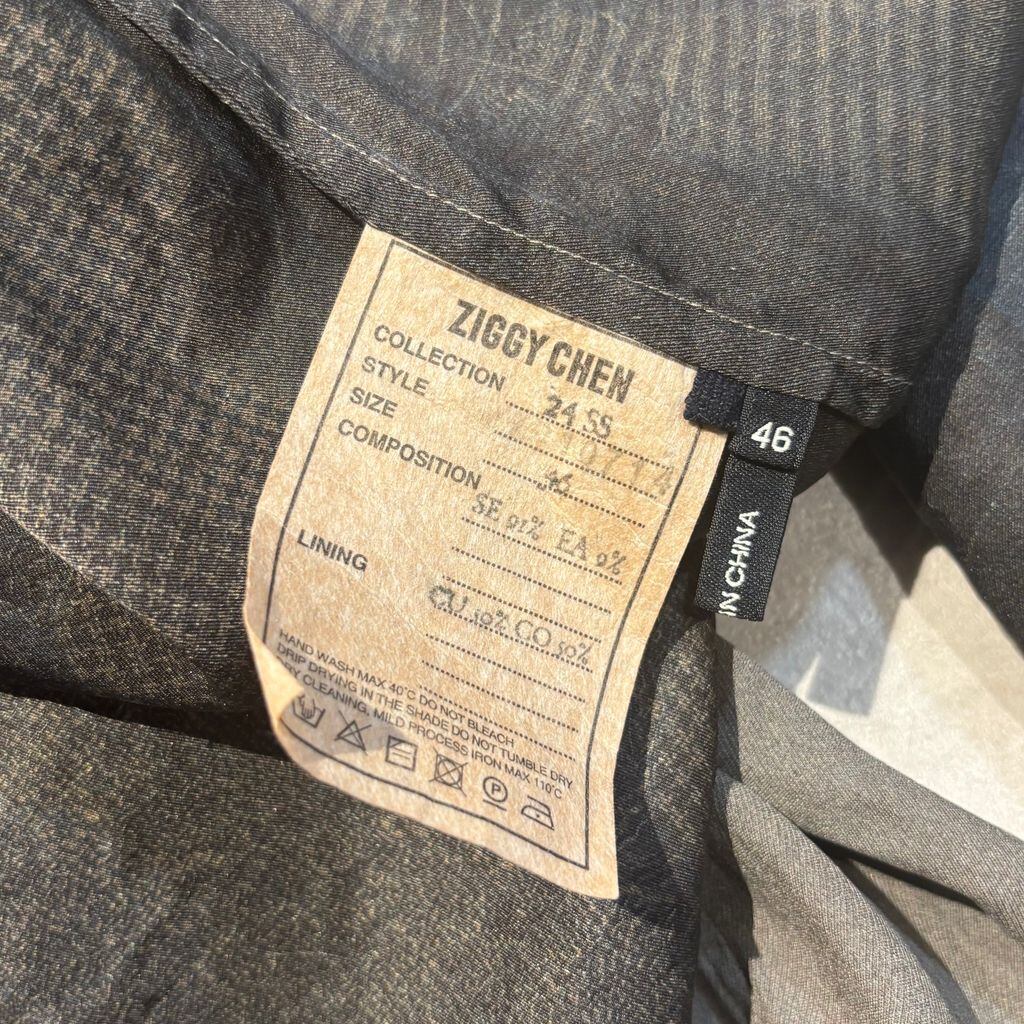 ZIGGY CHEN
COLLECTION 24 SS
STYLE
SIZE 46
COMPOSITION
SE 91% EA 9%
LINING
CU 50% CO 50%
HAND WASH MAX 40°C DO NOT BLEACH
DRIP DRYING IN THE SHADE DO NOT TUMBLE DRY
DRY CLEANING, MILD PROCESS IRON MAX 110°C
P
46
IN CHINA